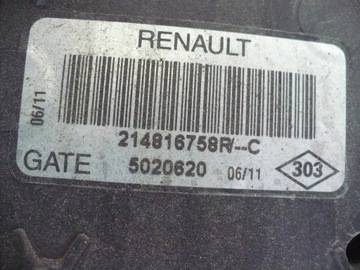 RENAULT
06/11
214816758R/--C
GATE 5020620 06/11 303